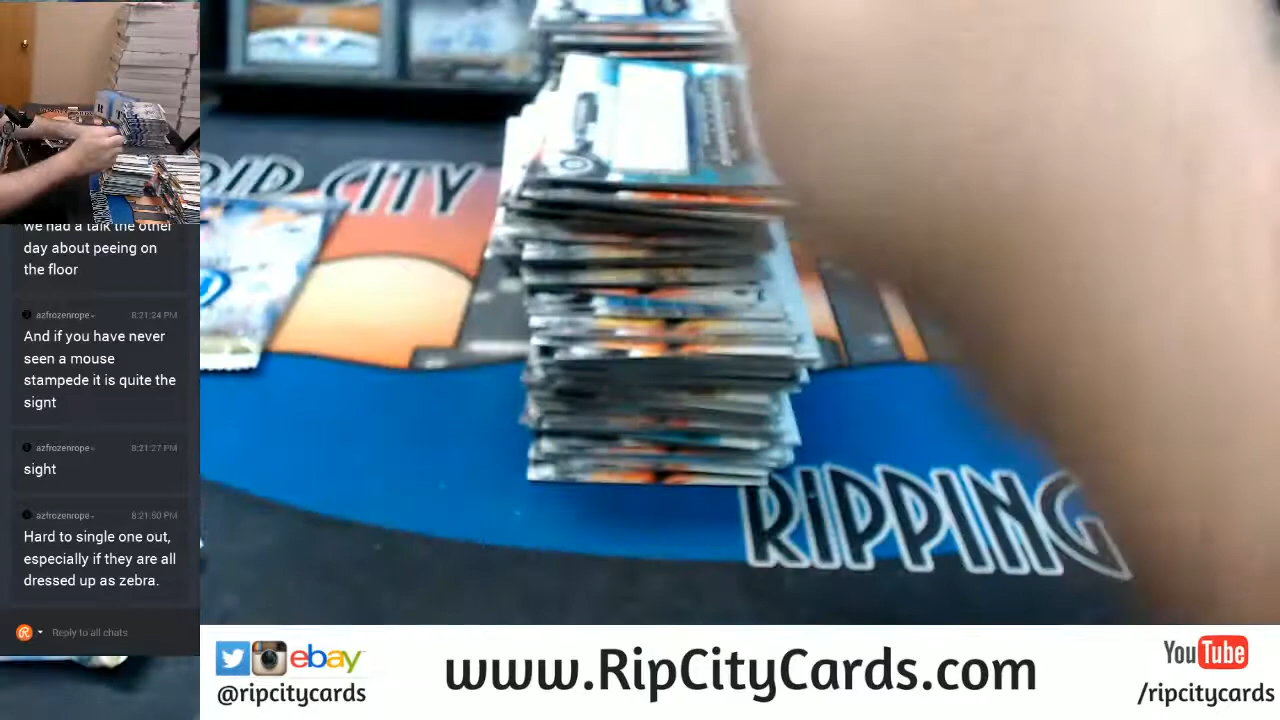 we had a talk the other
day about peeing on
the floor
azfrozenrope
8:21:24 PM
And if you have never
seen a mouse
stampede it is quite the
signt
azfrozenrope
8:21:27 PM
sight
azfrozenrope
8:21:50 PM
Hard to single one out,
especially if they are all
dressed up as zebra.
Reply to all chats
RIP CITY
RIPPING
ebay
@ripcitycards
www.RipCityCards.com
YouTube
/ripcitycards